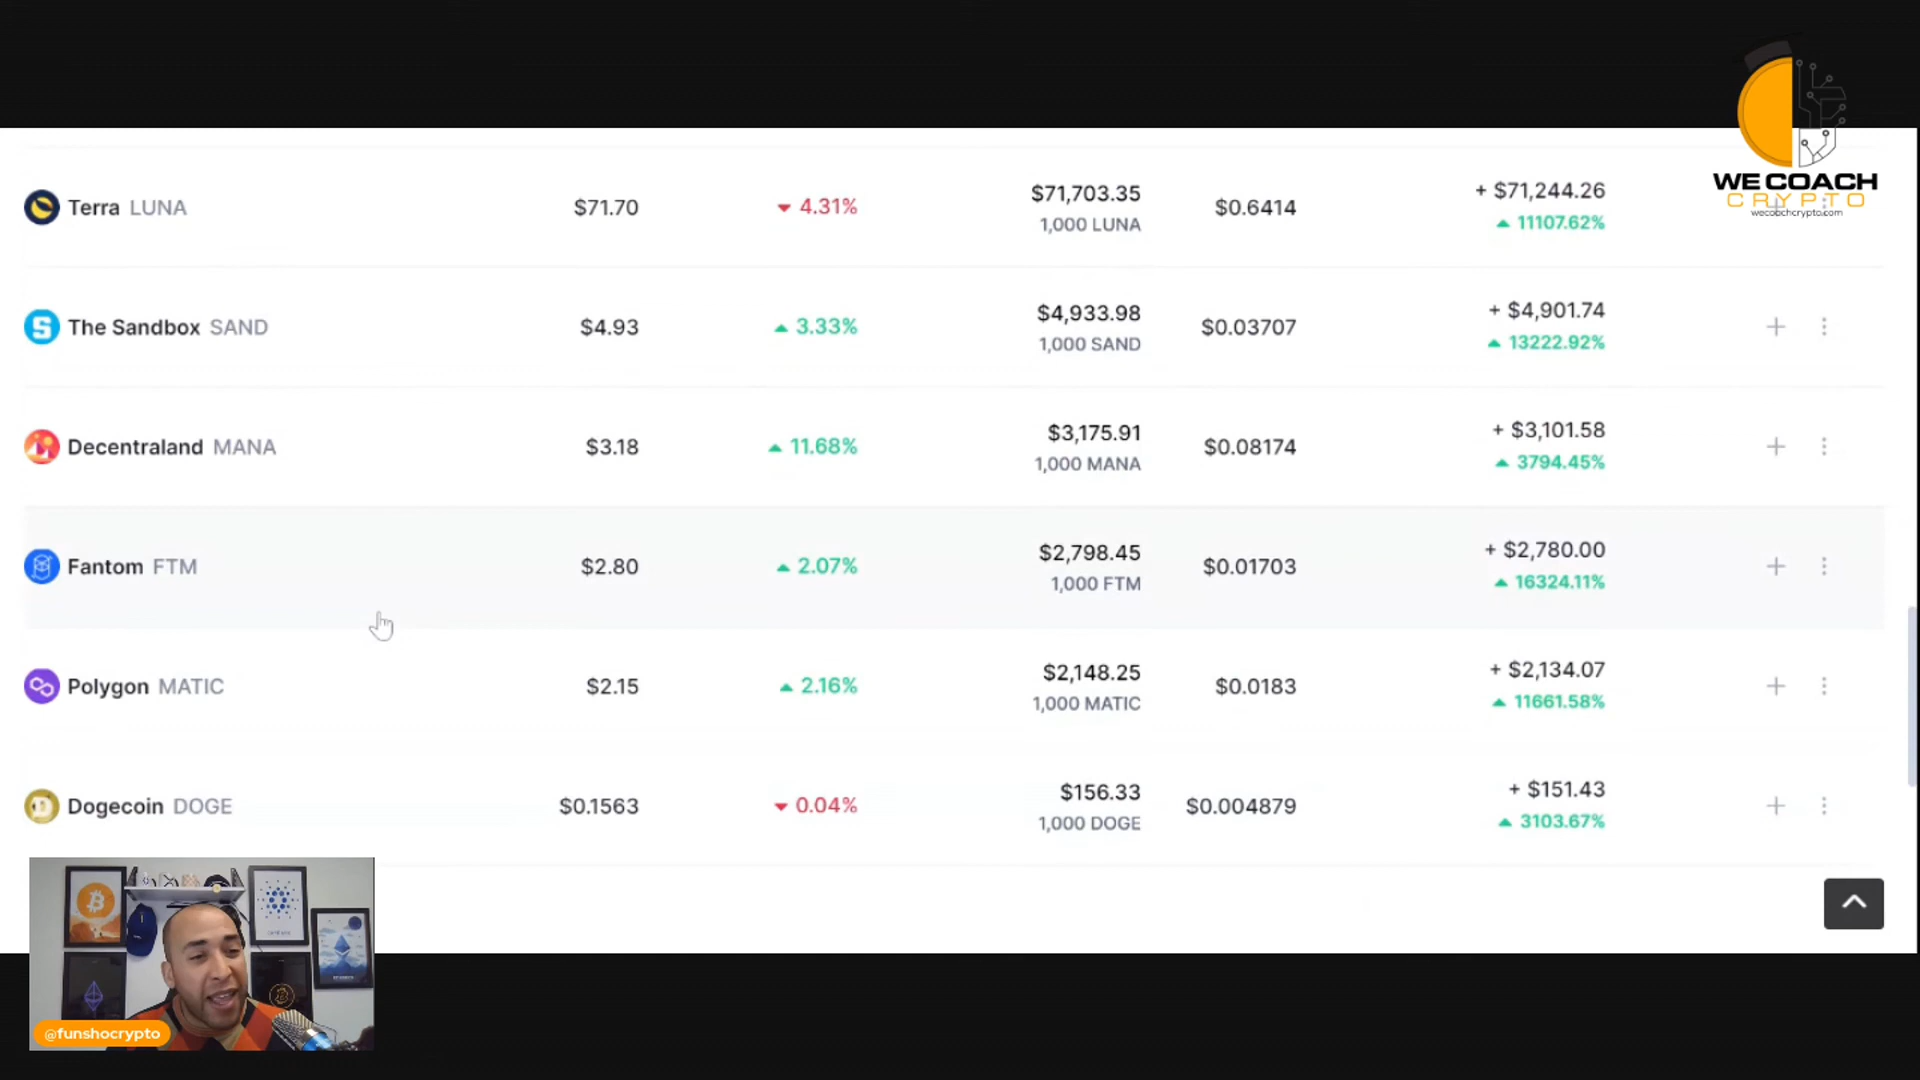 WE COACH
CRYPTO
wecoachcrypto.com
Terra LUNA $71.70 4.31% $71,703.35 1,000 LUNA $0.6414 + $71,244.26 11107.62%
The Sandbox SAND $4.93 3.33% $4,933.98 1,000 SAND $0.03707 + $4,901.74 13222.92%
Decentraland MANA $3.18 11.68% $3,175.91 1,000 MANA $0.08174 + $3,101.58 3794.45%
Fantom FTM $2.80 2.07% $2,798.45 1,000 FTM $0.01703 + $2,780.00 16324.11%
Polygon MATIC $2.15 2.16% $2,148.25 1,000 MATIC $0.0183 + $2,134.07 11661.58%
Dogecoin DOGE $0.1563 0.04% $156.33 1,000 DOGE $0.004879 + $151.43 3103.67%
@funshocrypto